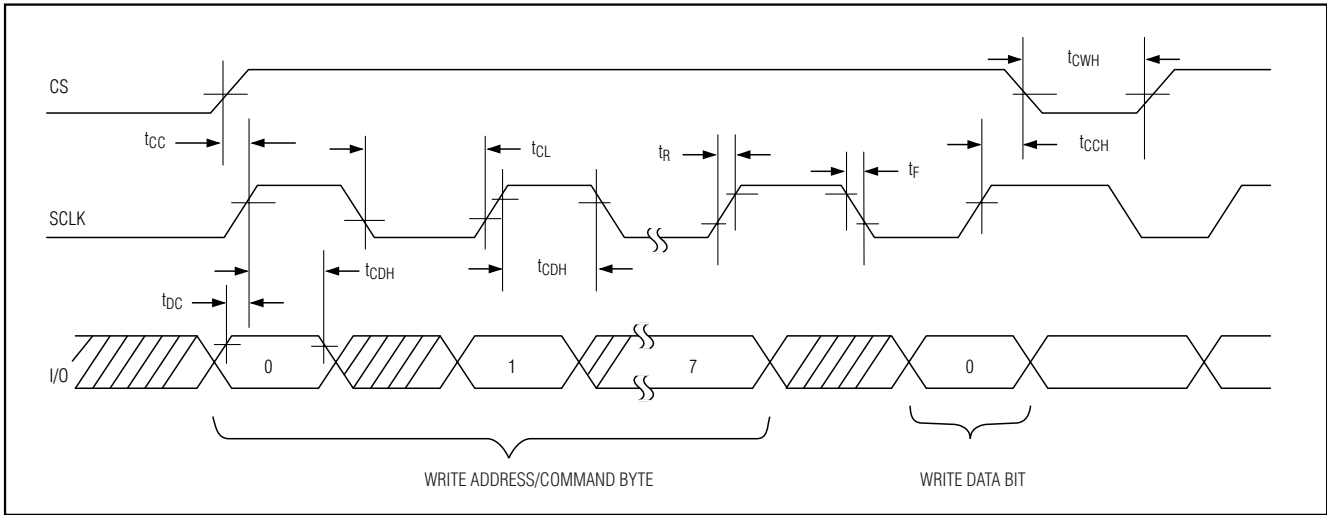 tCWH
CS
tCC
tCL
tR
tCCH
tF
SCLK
tCDH
tCDH
tDC
I/O
0
1
7
0
WRITE ADDRESS/COMMAND BYTE
WRITE DATA BIT